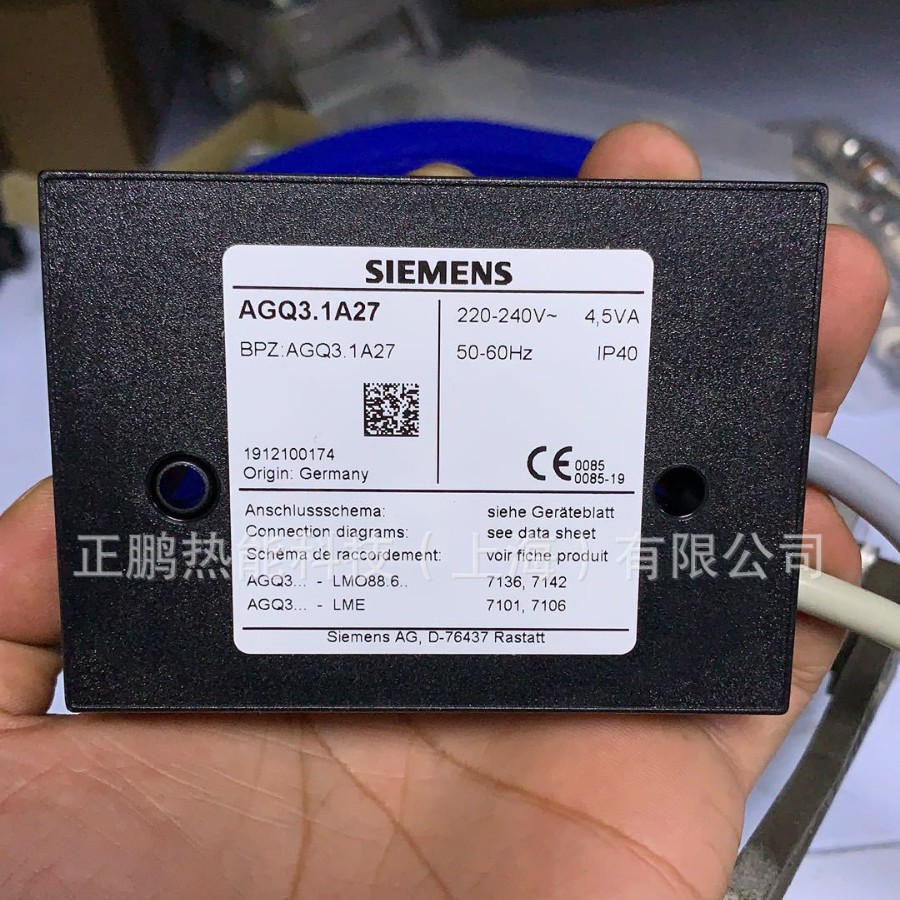 SIEMENS
AGQ3.1A27
220-240V~ 4,5VA
BPZ:AGQ3.1A27
50-60Hz IP40
1912100174
Origin: Germany
CE 0085
0085-19
Anschlussschema: siehe Geräteblatt
Connection diagrams: see data sheet
Schéma de raccordement: voir fiche produit
正鹏热能科技（上海）有限公司
AGQ3... - LMO88.6.. 7136, 7142
AGQ3... - LME 7101, 7106
Siemens AG, D-76437 Rastatt